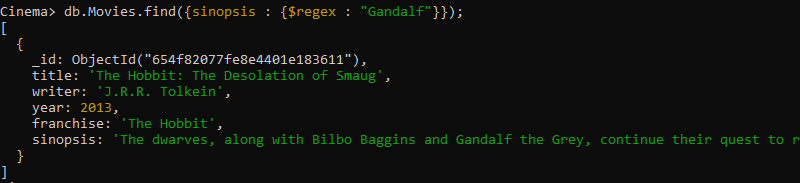 Cinema> db.Movies.find({sinopsis : {$regex : "Gandalf"}});
[
  {
    _id: ObjectId("654f82077fe8e4401e183611"),
    title: 'The Hobbit: The Desolation of Smaug',
    writer: 'J.R.R. Tolkein',
    year: 2013,
    franchise: 'The Hobbit',
    sinopsis: 'The dwarves, along with Bilbo Baggins and Gandalf the Grey, continue their quest to r
  }
]